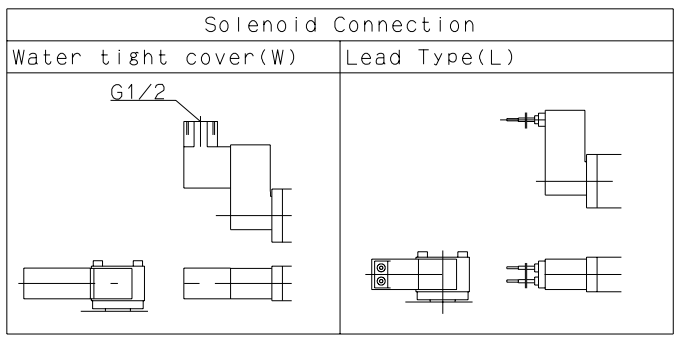 Solenoid Connection
Water tight cover(W)
Lead Type(L)
G1/2